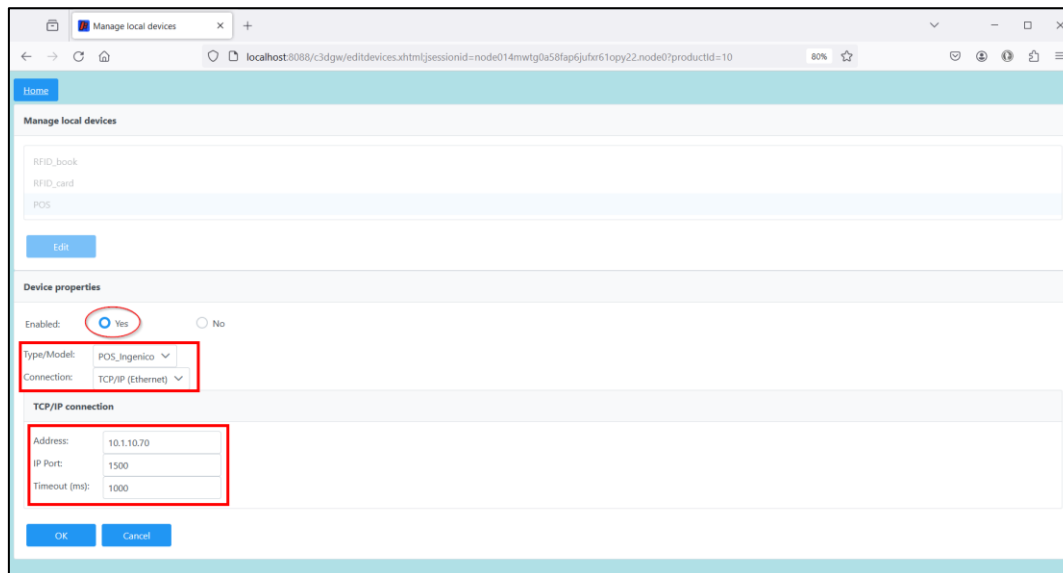 Manage local devices
localhost:8088/c3dgw/editdevices.xhtml;jsessionid=node014mwtg0a58fap6jufxr61opy22.node0?productId=10 80%
Home
Manage local devices
RFID_book
RFID_card
POS
Edit
Device properties
Enabled: Yes No
Type/Model: POS_Ingenico
Connection: TCP/IP (Ethernet)
TCP/IP connection
Address: 10.1.10.70
IP Port: 1500
Timeout (ms): 1000
OK Cancel